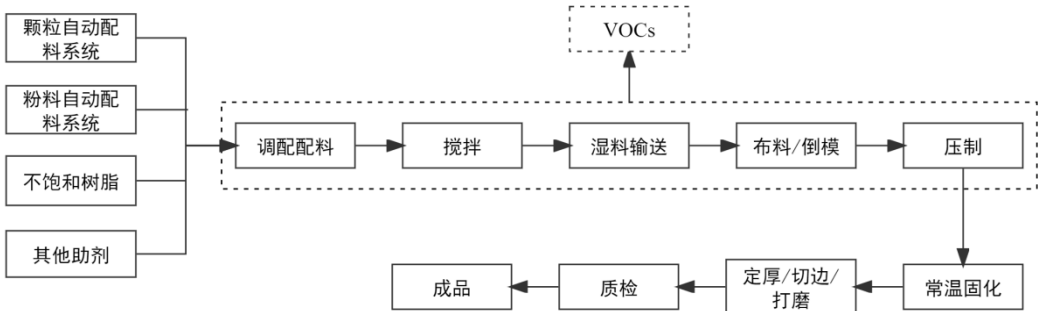 颗粒自动配
料系统
VOCs
粉料自动配
料系统
调配配料
搅拌
湿料输送
布料/倒模
压制
不饱和树脂
其他助剂
成品
质检
定厚/切边/
打磨
常温固化